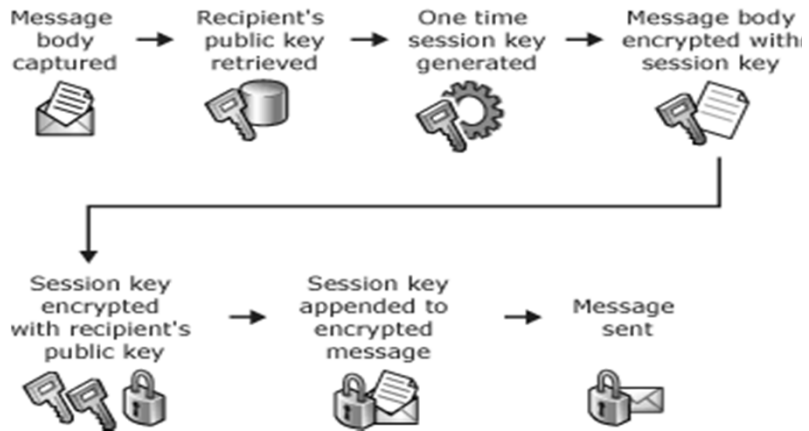 Message
body
captured
Recipient's
public key
retrieved
One time
session key
generated
Message body
encrypted with
session key
Session key
encrypted
with recipient's
public key
Session key
appended to
encrypted
message
Message
sent